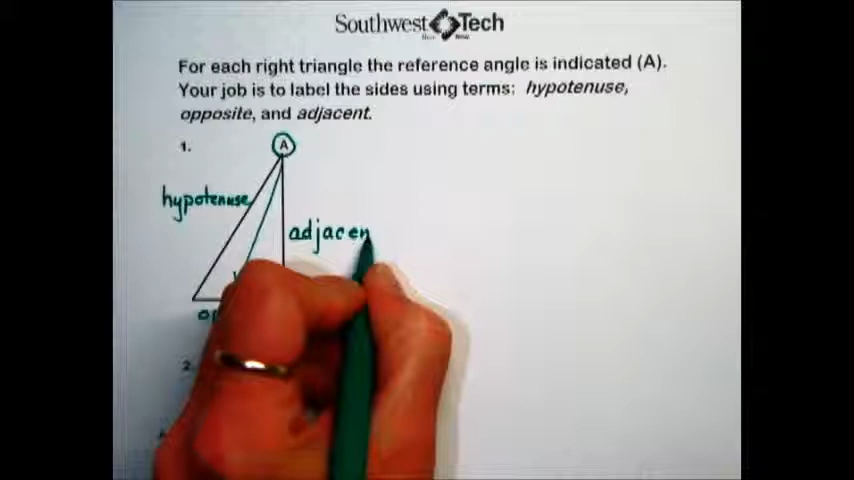 Southwest Tech
For each right triangle the reference angle is indicated (A).
Your job is to label the sides using terms: hypotenuse,
opposite, and adjacent.
1.
A
hypotenuse
adjacen
op
2